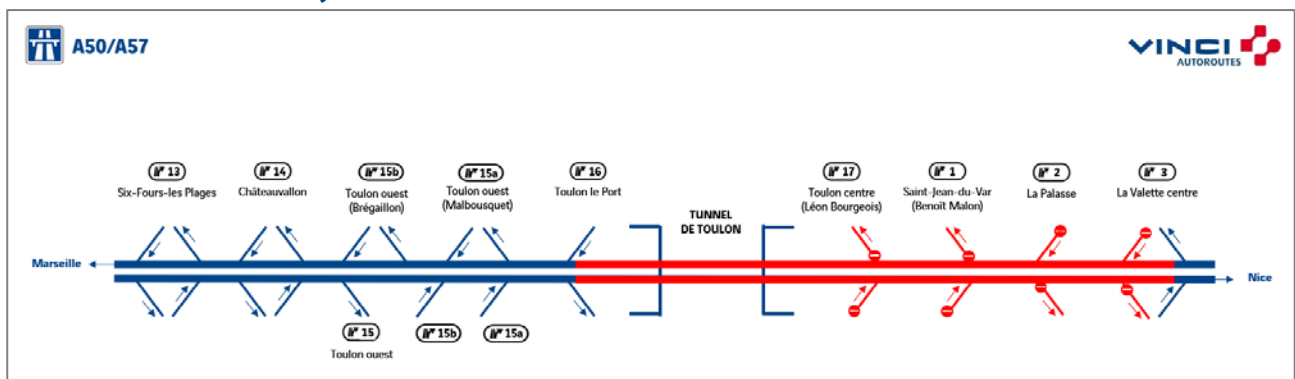 A50/A57
VINCI
AUTOROUTES
N° 13
Six-Fours-les Plages
N° 14
Châteauvallon
N° 15b
Toulon ouest
(Brégaillon)
N° 15a
Toulon ouest
(Malbousquet)
N° 16
Toulon le Port
TUNNEL
DE TOULON
N° 17
Toulon centre
(Léon Bourgeois)
N° 1
Saint-Jean-du-Var
(Benoît Malon)
N° 2
La Palasse
N° 3
La Valette centre
Marseille
Nice
N° 15
Toulon ouest
N° 15b
N° 15a